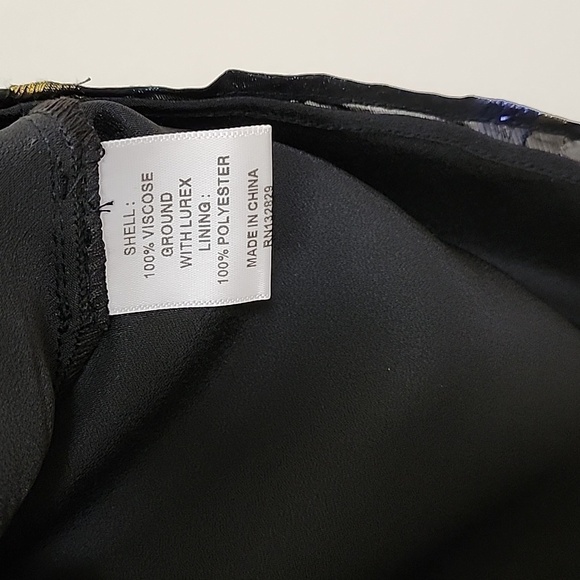 SHELL:
100% VISCOSE
GROUND
WITH LUREX
LINING:
100% POLYESTER
MADE IN CHINA
RN132829